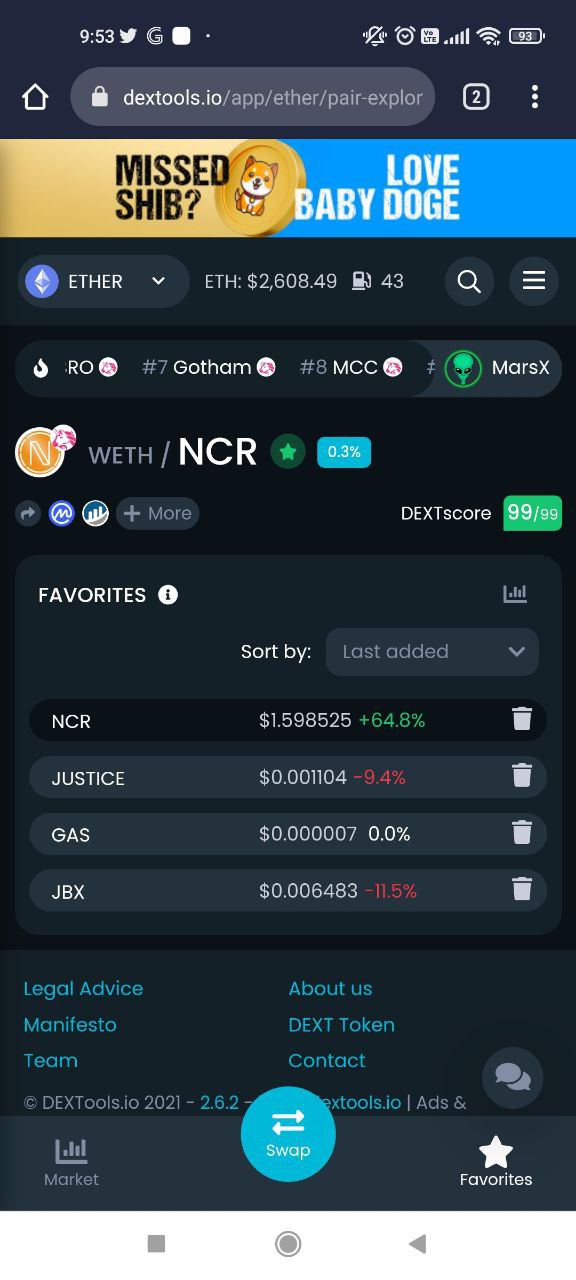 9:53
VoLTE
93
dextools.io/app/ether/pair-explor
2
MISSED
SHIB?
LOVE
BABY DOGE
ETHER
ETH: $2,608.49
43
RO
#7 Gotham
#8 MCC
#
MarsX
WETH / NCR
0.3%
+ More
DEXTscore
99/99
FAVORITES
Sort by:
Last added
NCR $1.598525 +64.8%
JUSTICE $0.001104 -9.4%
GAS $0.000007 0.0%
JBX $0.006483 -11.5%
Legal Advice
About us
Manifesto
DEXT Token
Team
Contact
© DEXTools.io 2021 - 2.6.2 - extools.io | Ads &
Swap
Market
Favorites